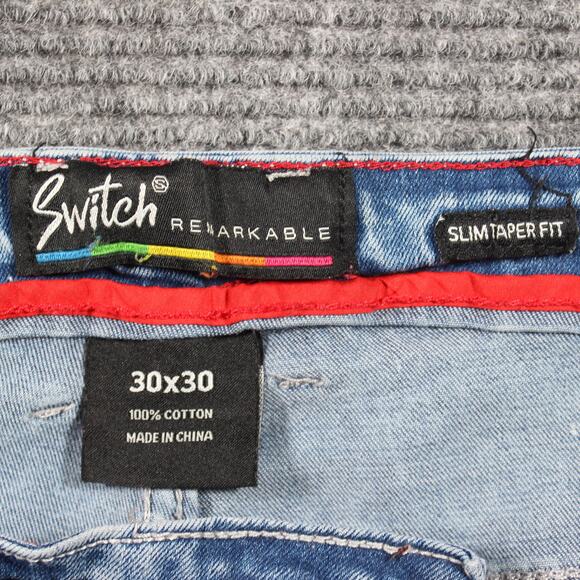 Switch Ⓢ
REMARKABLE
SLIM TAPER FIT
30x30
100% COTTON
MADE IN CHINA